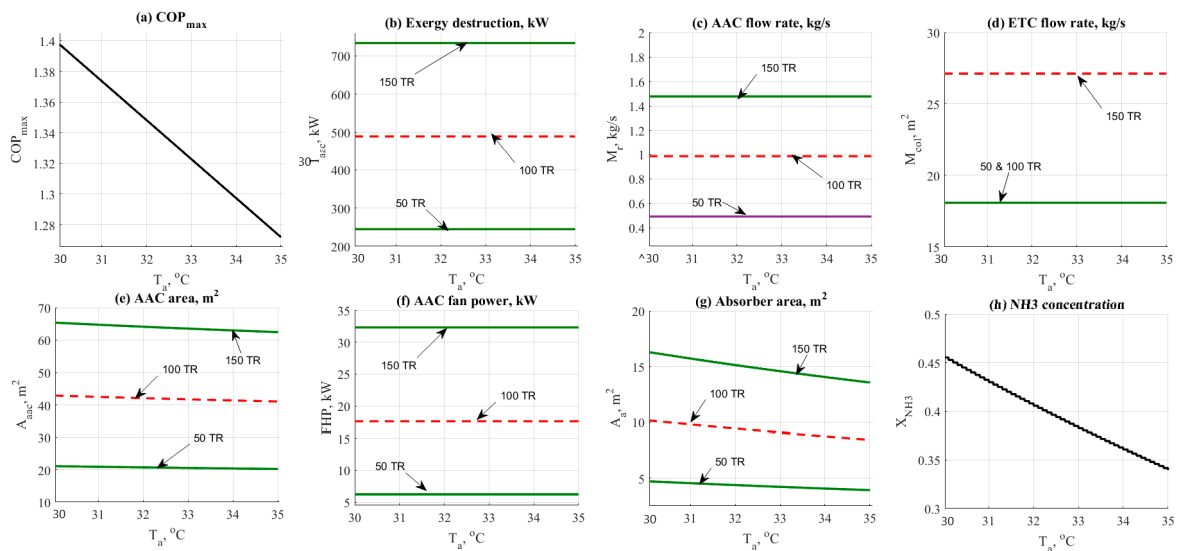 (a) COPmax
1.4
1.38
1.36
1.34
1.32
1.3
1.28
COPmax
30 31 32 33 34 35
Ta, oC
(b) Exergy destruction, kW
700
600
500
400
300
200
30
Iaac, kW
150 TR
100 TR
50 TR
30 31 32 33 34 35
Ta, oC
(c) AAC flow rate, kg/s
2
1.8
1.6
1.4
1.2
1
0.8
0.6
0.4
Mr, kg/s
150 TR
100 TR
50 TR
^30 31 32 33 34 35
Ta, oC
(d) ETC flow rate, kg/s
30
25
20
15
Mcol, m2
150 TR
50 & 100 TR
30 31 32 33 34 35
Ta, oC
(e) AAC area, m2
70
60
50
40
30
20
10
Aaac, m2
150 TR
100 TR
50 TR
30 31 32 33 34 35
Ta, oC
(f) AAC fan power, kW
35
30
25
20
15
10
5
FHP, kW
150 TR
100 TR
50 TR
30 31 32 33 34 35
Ta, oC
(g) Absorber area, m2
20
15
10
5
Aa, m2
150 TR
100 TR
50 TR
30 31 32 33 34 35
Ta, oC
(h) NH3 concentration
0.5
0.45
0.4
0.35
0.3
XNH3
30 31 32 33 34 35
Ta, oC